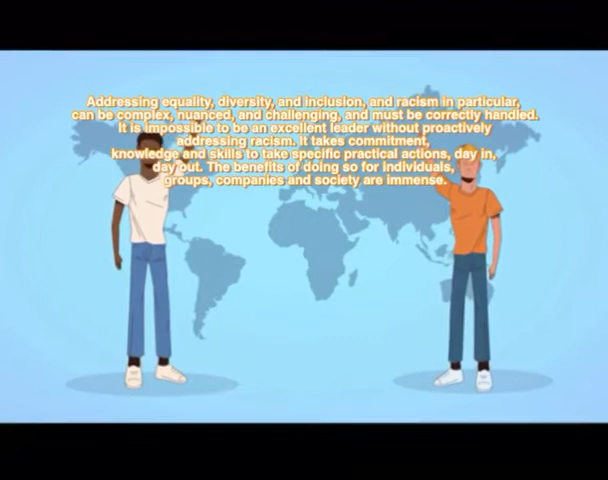 Addressing equality, diversity, and inclusion, and racism in particular,
can be complex, nuanced, and challenging, and must be correctly handled.
It is impossible to be an excellent leader without proactively
addressing racism. It takes commitment,
knowledge and skills to take specific practical actions, day in,
day out. The benefits of doing so for individuals,
groups, companies and society are immense.